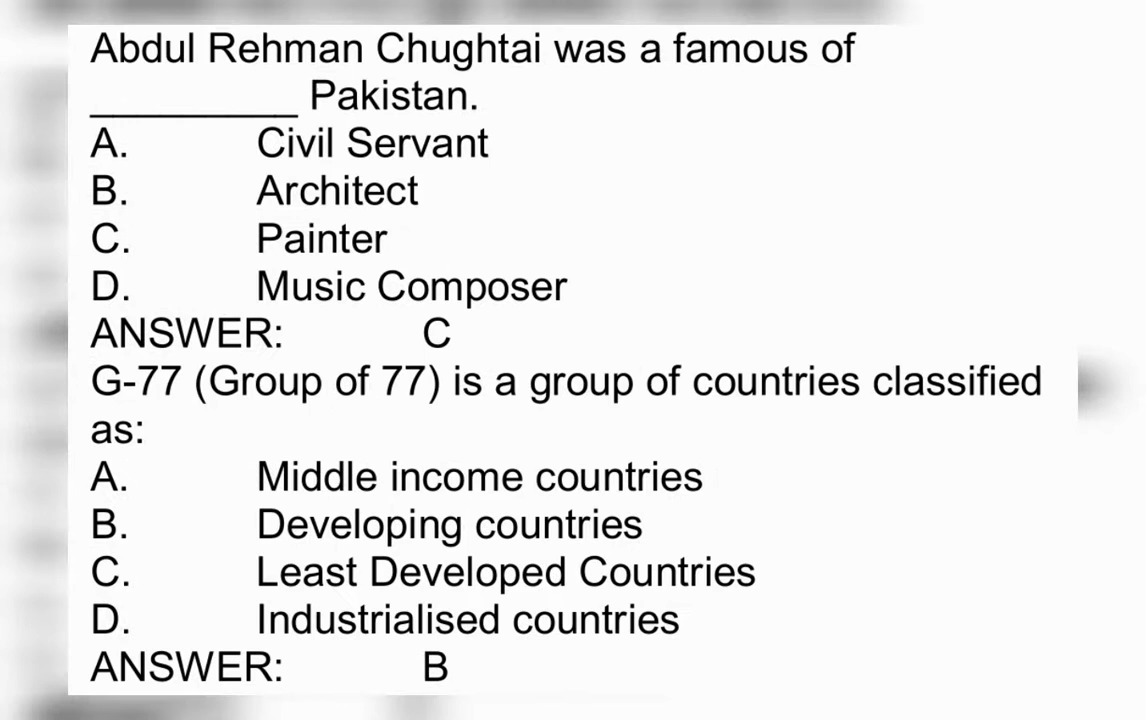 Abdul Rehman Chughtai was a famous of
_________ Pakistan.
A. Civil Servant
B. Architect
C. Painter
D. Music Composer
ANSWER: C
G-77 (Group of 77) is a group of countries classified
as:
A. Middle income countries
B. Developing countries
C. Least Developed Countries
D. Industrialised countries
ANSWER: B